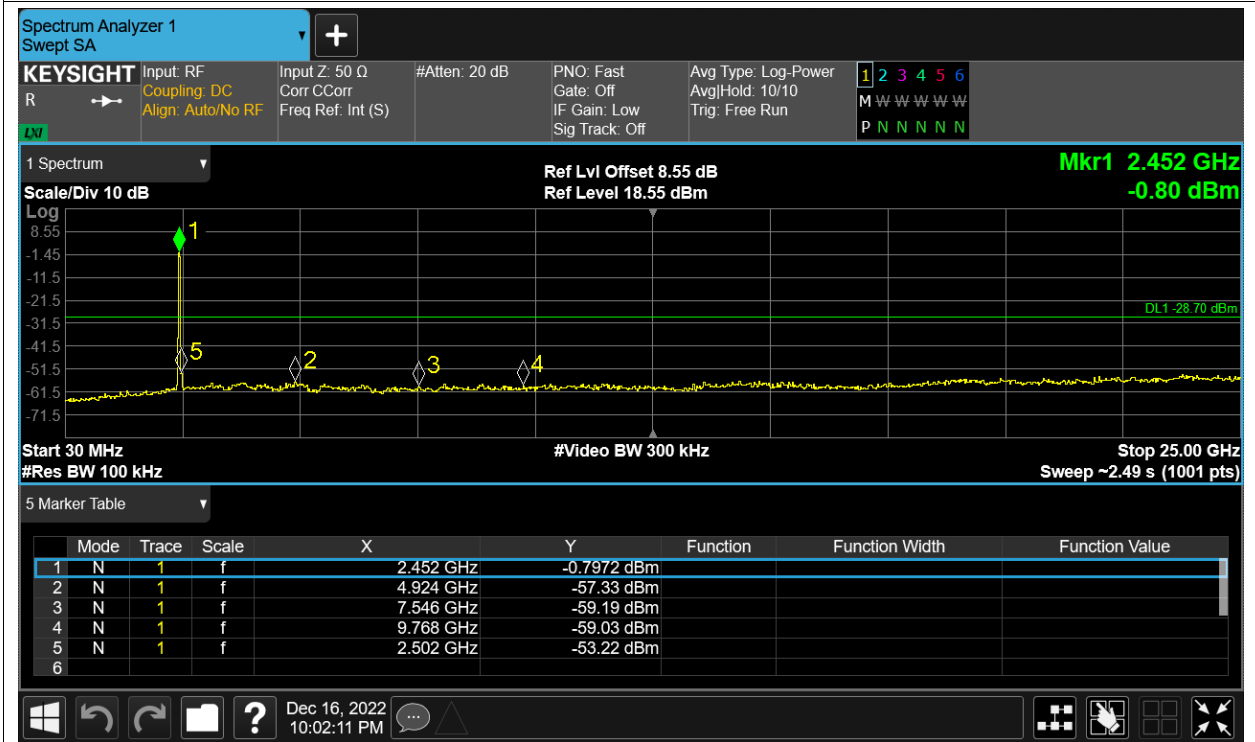 Spectrum Analyzer 1
Swept SA
KEYSIGHT
R
LXI
Input: RF
Coupling: DC
Align: Auto/No RF
Input Z: 50 Ω
Corr CCorr
Freq Ref: Int (S)
#Atten: 20 dB
PNO: Fast
Gate: Off
IF Gain: Low
Sig Track: Off
Avg Type: Log-Power
Avg|Hold: 10/10
Trig: Free Run
1 2 3 4 5 6
M W W W W W
P N N N N N
1 Spectrum
Scale/Div 10 dB
Ref Lvl Offset 8.55 dB
Ref Level 18.55 dBm
Mkr1 2.452 GHz
-0.80 dBm
Log
8.55
-1.45
-11.5
-21.5
-31.5
-41.5
-51.5
-61.5
-71.5
1
5
2
3
4
DL1 -28.70 dBm
Start 30 MHz
#Video BW 300 kHz
Stop 25.00 GHz
#Res BW 100 kHz
Sweep ~2.49 s (1001 pts)
5 Marker Table
Mode Trace Scale X Y Function Function Width Function Value
1 N 1 f 2.452 GHz -0.7972 dBm
2 N 1 f 4.924 GHz -57.33 dBm
3 N 1 f 7.546 GHz -59.19 dBm
4 N 1 f 9.768 GHz -59.03 dBm
5 N 1 f 2.502 GHz -53.22 dBm
6
?
Dec 16, 2022
10:02:11 PM